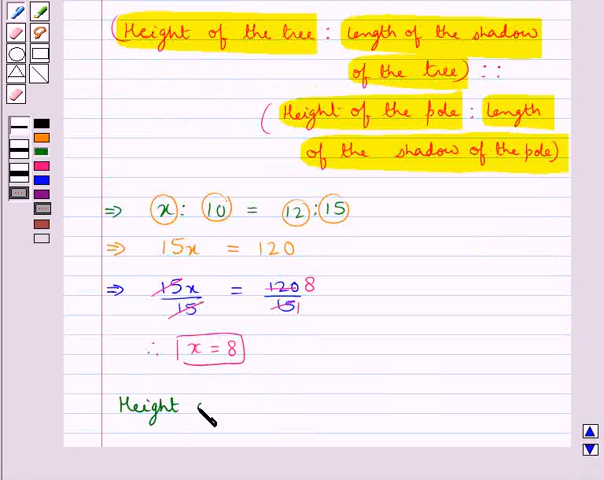 (Height of the tree : length of the shadow
of the tree) ::
(Height of the pole : length
of the shadow of the pole)
⇒ x : 10 = 12 : 15
⇒ 15x = 120
⇒ 15x/15 = 120/15 8 1
∴ x = 8
Height